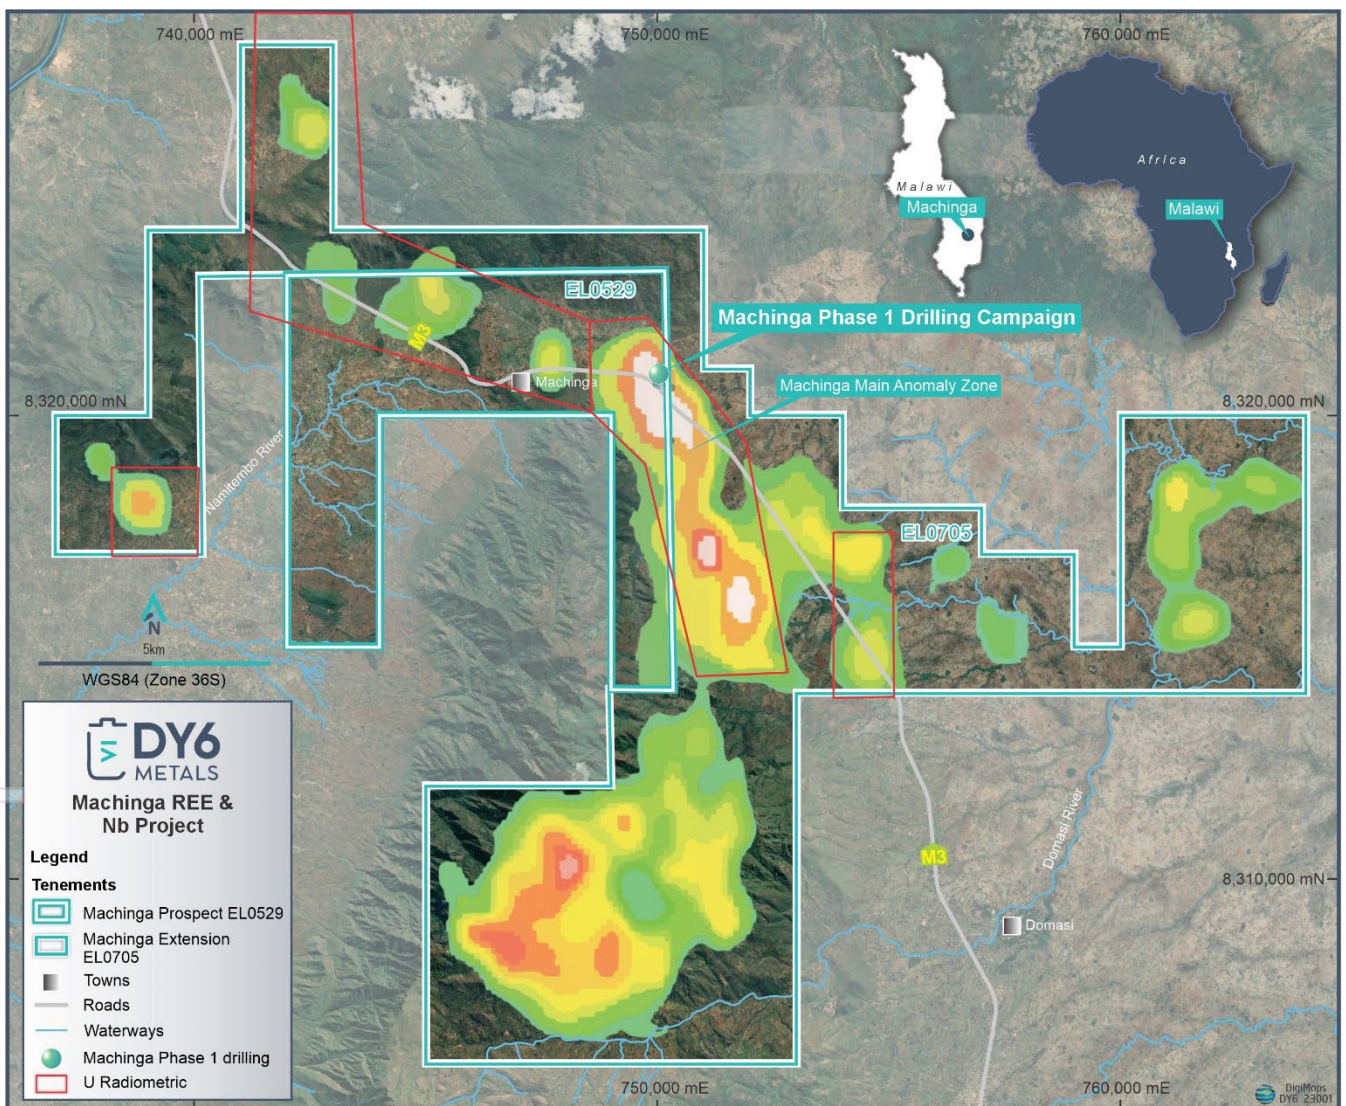 740,000 mE
750,000 mE
760,000 mE
Africa
Malawi
Machinga
Malawi
EL0529
Machinga Phase 1 Drilling Campaign
M3
Machinga
Machinga Main Anomaly Zone
8,320,000 mN
8,320,000 mN
Namitembo River
EL0705
N
5km
WGS84 (Zone 36S)
DY6
METALS
Machinga REE &
Nb Project
Legend
Tenements
Machinga Prospect EL0529
Machinga Extension
EL0705
Towns
Roads
Waterways
Machinga Phase 1 drilling
U Radiometric
M3
Domasi River
8,310,000 mN
Domasi
750,000 mE
760,000 mE
DigiMaps
DY6 23001